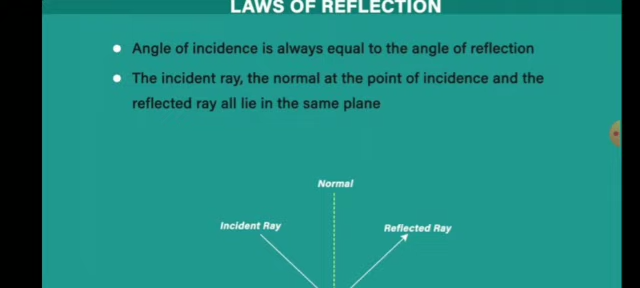 LAWS OF REFLECTION
Angle of incidence is always equal to the angle of reflection
The incident ray, the normal at the point of incidence and the
reflected ray all lie in the same plane
Normal
Incident Ray
Reflected Ray